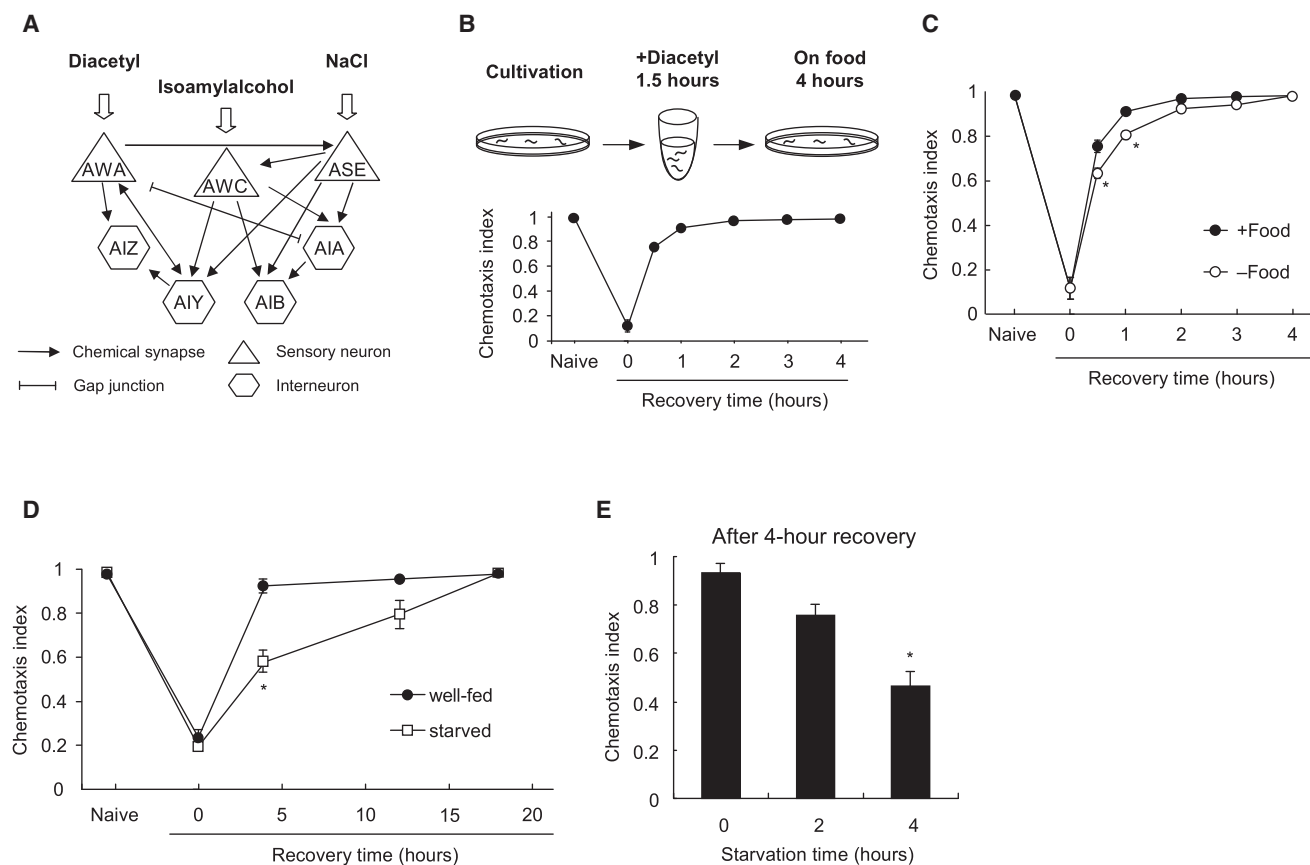 A
Diacetyl
Isoamylalcohol
NaCl
AWA
AWC
ASE
AIZ
AIA
AIY
AIB
Chemical synapse
Sensory neuron
Gap junction
Interneuron
B
Cultivation
+Diacetyl
1.5 hours
On food
4 hours
Chemotaxis index
1
0.8
0.6
0.4
0.2
0
Naive 0 1 2 3 4
Recovery time (hours)
C
Chemotaxis index
1
0.8
0.6
0.4
0.2
0
*
*
+Food
–Food
Naive 0 1 2 3 4
Recovery time (hours)
D
Chemotaxis index
1
0.8
0.6
0.4
0.2
0
*
well-fed
starved
Naive 0 5 10 15 20
Recovery time (hours)
E
After 4-hour recovery
Chemotaxis index
1
0.8
0.6
0.4
0.2
0
*
0 2 4
Starvation time (hours)